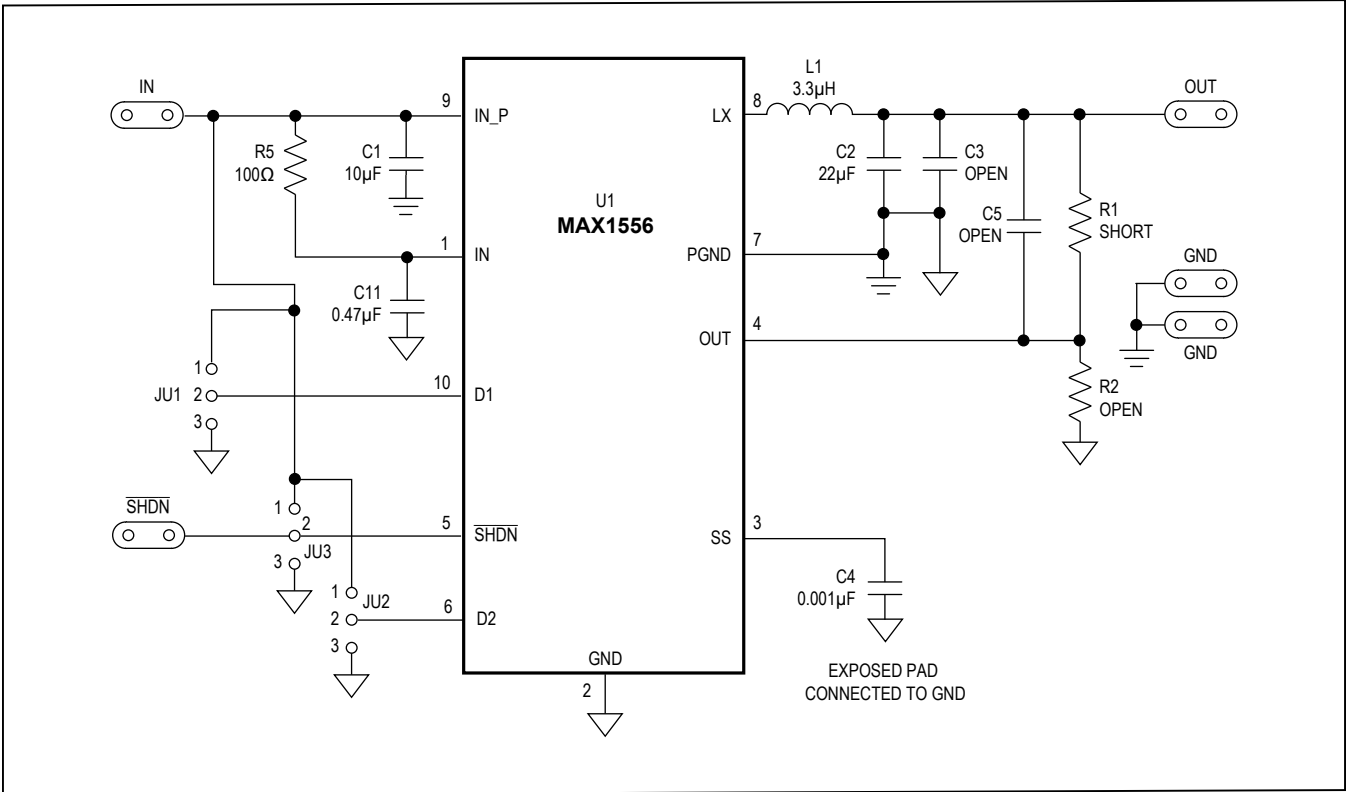 IN
R5
100Ω
C1
10µF
9
IN_P
1
IN
C11
0.47µF
1
JU1 2
3
10
D1
SHDN
1
2
JU3
3
5
SHDN
1
JU2
2
3
6
D2
U1
MAX1556
GND
2
LX
8
L1
3.3µH
C2
22µF
C3
OPEN
C5
OPEN
R1
SHORT
OUT
PGND
7
GND
GND
OUT
4
R2
OPEN
SS
3
C4
0.001µF
EXPOSED PAD
CONNECTED TO GND